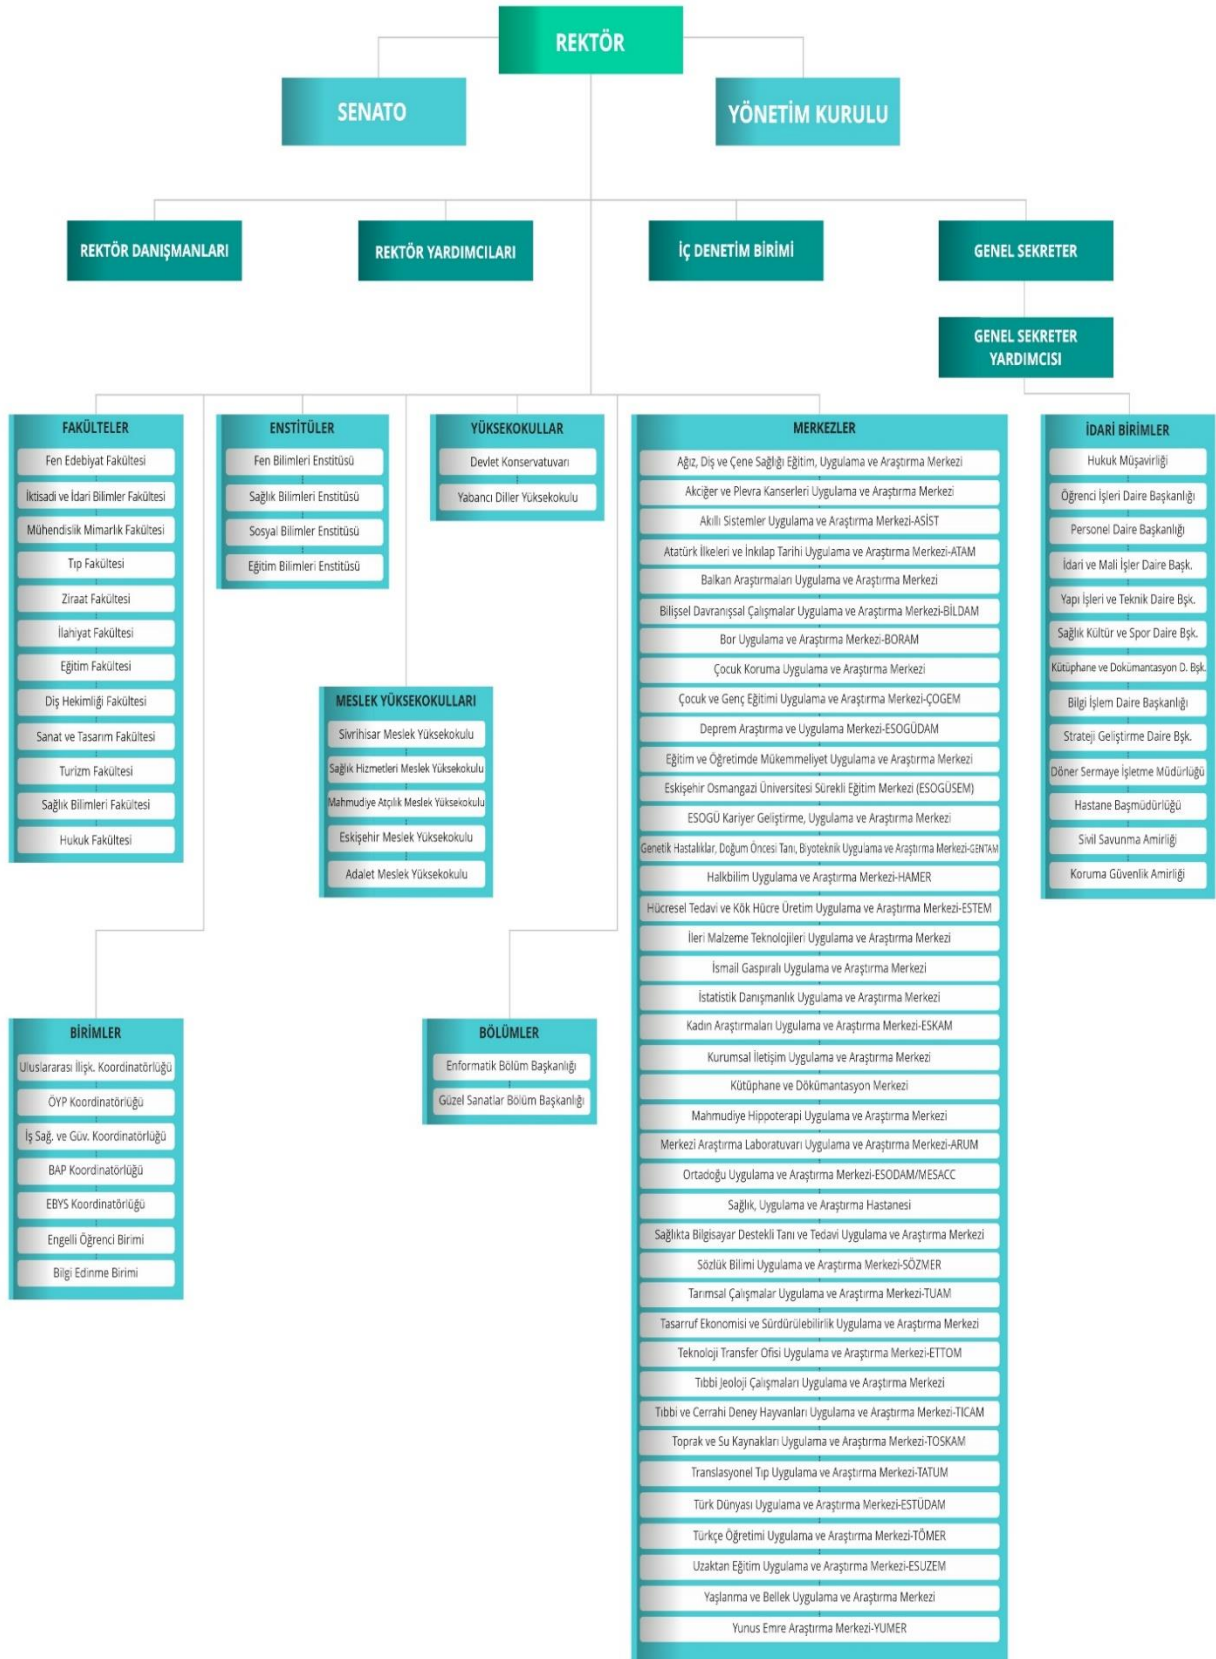 REKTÖR
SENATO
YÖNETİM KURULU
REKTÖR DANIŞMANLARI
REKTÖR YARDIMCILARI
İÇ DENETİM BİRİMİ
GENEL SEKRETER
GENEL SEKRETER
YARDIMCISI
FAKÜLTELER
Fen Edebiyat Fakültesi
İktisadi ve İdari Bilimler Fakültesi
Mühendislik Mimarlık Fakültesi
Tıp Fakültesi
Ziraat Fakültesi
İlahiyat Fakültesi
Eğitim Fakültesi
Diş Hekimliği Fakültesi
Sanat ve Tasarım Fakültesi
Turizm Fakültesi
Sağlık Bilimleri Fakültesi
Hukuk Fakültesi
ENSTİTÜLER
Fen Bilimleri Enstitüsü
Sağlık Bilimleri Enstitüsü
Sosyal Bilimler Enstitüsü
Eğitim Bilimleri Enstitüsü
YÜKSEKOKULLAR
Devlet Konservatuvarı
Yabancı Diller Yüksekokulu
MESLEK YÜKSEKOKULLARI
Sivrihisar Meslek Yüksekokulu
Sağlık Hizmetleri Meslek Yüksekokulu
Mahmudiye Atçılık Meslek Yüksekokulu
Eskişehir Meslek Yüksekokulu
Adalet Meslek Yüksekokulu
MERKEZLER
Ağız, Diş ve Çene Sağlığı Eğitim, Uygulama ve Araştırma Merkezi
Akciğer ve Plevra Kanserleri Uygulama ve Araştırma Merkezi
Akıllı Sistemler Uygulama ve Araştırma Merkezi-ASİST
Atatürk İlkeleri ve İnkılap Tarihi Uygulama ve Araştırma Merkezi-ATAM
Balkan Araştırmaları Uygulama ve Araştırma Merkezi
Bilişsel Davranışsal Çalışmalar Uygulama ve Araştırma Merkezi-BİLDAM
Bor Uygulama ve Araştırma Merkezi-BORAM
Çocuk Koruma Uygulama ve Araştırma Merkezi
Çocuk ve Genç Eğitimi Uygulama ve Araştırma Merkezi-ÇOGEM
Deprem Araştırma ve Uygulama Merkezi-ESOGÜDAM
Eğitim ve Öğretimde Mükemmeliyet Uygulama ve Araştırma Merkezi
Eskişehir Osmangazi Üniversitesi Sürekli Eğitim Merkezi (ESOGÜSEM)
ESOGÜ Kariyer Geliştirme, Uygulama ve Araştırma Merkezi
Genetik Hastalıklar, Doğum Öncesi Tanı, Biyoteknik Uygulama ve Araştırma Merkezi-GENTAM
Halkbilim Uygulama ve Araştırma Merkezi-HAMER
Hücresel Tedavi ve Kök Hücre Üretim Uygulama ve Araştırma Merkezi-ESTEM
İleri Malzeme Teknolojileri Uygulama ve Araştırma Merkezi
İsmail Gaspıralı Uygulama ve Araştırma Merkezi
İstatistik Danışmanlık Uygulama ve Araştırma Merkezi
Kadın Araştırmaları Uygulama ve Araştırma Merkezi-ESKAM
Kurumsal İletişim Uygulama ve Araştırma Merkezi
Kütüphane ve Dökümantasyon Merkezi
Mahmudiye Hippoterapi Uygulama ve Araştırma Merkezi
Merkezi Araştırma Laboratuvarı Uygulama ve Araştırma Merkezi-ARUM
Ortadoğu Uygulama ve Araştırma Merkezi-ESODAM/MESACC
Sağlık, Uygulama ve Araştırma Hastanesi
Sağlıkta Bilgisayar Destekli Tanı ve Tedavi Uygulama ve Araştırma Merkezi
Sözlük Bilimi Uygulama ve Araştırma Merkezi-SÖZMER
Tarımsal Çalışmalar Uygulama ve Araştırma Merkezi-TUAM
Tasarruf Ekonomisi ve Sürdürülebilirlik Uygulama ve Araştırma Merkezi
Teknoloji Transfer Ofisi Uygulama ve Araştırma Merkezi-ETTOM
Tıbbi Jeoloji Çalışmaları Uygulama ve Araştırma Merkezi
Tıbbi ve Cerrahi Deney Hayvanları Uygulama ve Araştırma Merkezi-TICAM
Toprak ve Su Kaynakları Uygulama ve Araştırma Merkezi-TOSKAM
Translasyonel Tıp Uygulama ve Araştırma Merkezi-TATUM
Türk Dünyası Uygulama ve Araştırma Merkezi-ESTÜDAM
Türkçe Öğretimi Uygulama ve Araştırma Merkezi-TÖMER
Uzaktan Eğitim Uygulama ve Araştırma Merkezi-ESUZEM
Yaşlanma ve Bellek Uygulama ve Araştırma Merkezi
Yunus Emre Araştırma Merkezi-YUMER
İDARİ BİRİMLER
Hukuk Müşavirliği
Öğrenci İşleri Daire Başkanlığı
Personel Daire Başkanlığı
İdari ve Mali İşler Daire Başk.
Yapı İşleri ve Teknik Daire Bşk.
Sağlık Kültür ve Spor Daire Bşk.
Kütüphane ve Dokümantasyon D. Bşk.
Bilgi İşlem Daire Başkanlığı
Strateji Geliştirme Daire Bşk.
Döner Sermaye İşletme Müdürlüğü
Hastane Başmüdürlüğü
Sivil Savunma Amirliği
Koruma Güvenlik Amirliği
BİRİMLER
Uluslararası İlişk. Koordinatörlüğü
ÖYP Koordinatörlüğü
İş Sağ. ve Güv. Koordinatörlüğü
BAP Koordinatörlüğü
EBYS Koordinatörlüğü
Engelli Öğrenci Birimi
Bilgi Edinme Birimi
BÖLÜMLER
Enformatik Bölüm Başkanlığı
Güzel Sanatlar Bölüm Başkanlığı